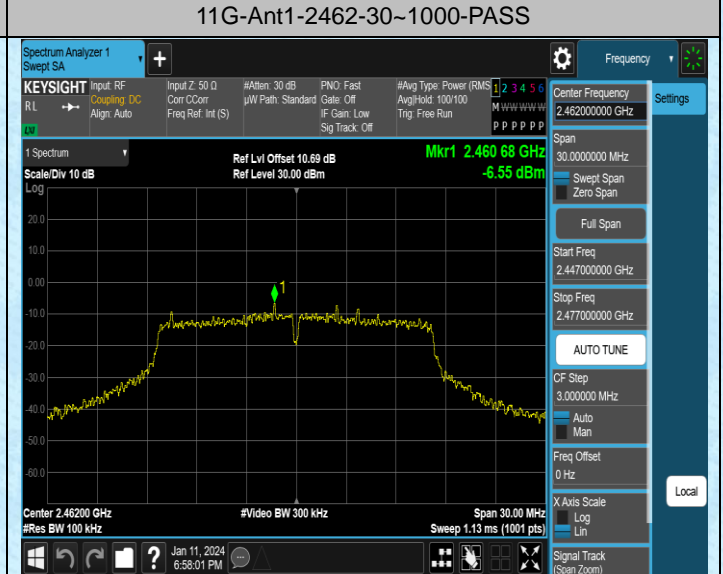 11G-Ant1-2462-30~1000-PASS
Spectrum Analyzer 1
Swept SA
+
Frequency
KEYSIGHT
RL
LXI
Input: RF
Coupling: DC
Align: Auto
Input Z: 50 Ω
Corr CCorr
Freq Ref: Int (S)
#Atten: 30 dB
µW Path: Standard
PNO: Fast
Gate: Off
IF Gain: Low
Sig Track: Off
#Avg Type: Power (RMS
Avg|Hold: 100/100
Trig: Free Run
1 2 3 4 5 6
M W W W W W
P P P P P P
1 Spectrum
Scale/Div 10 dB
Log
Ref Lvl Offset 10.69 dB
Ref Level 30.00 dBm
Mkr1 2.460 68 GHz
-6.55 dBm
20.0
10.0
0.00
-10.0
-20.0
-30.0
-40.0
-50.0
-60.0
1
Center 2.46200 GHz
#Res BW 100 kHz
#Video BW 300 kHz
Span 30.00 MHz
Sweep 1.13 ms (1001 pts)
?
Jan 11, 2024
6:58:01 PM
Center Frequency
2.462000000 GHz
Span
30.0000000 MHz
Swept Span
Zero Span
Full Span
Start Freq
2.447000000 GHz
Stop Freq
2.477000000 GHz
AUTO TUNE
CF Step
3.000000 MHz
Auto
Man
Freq Offset
0 Hz
X Axis Scale
Log
Lin
Signal Track
(Span Zoom)
Settings
Local